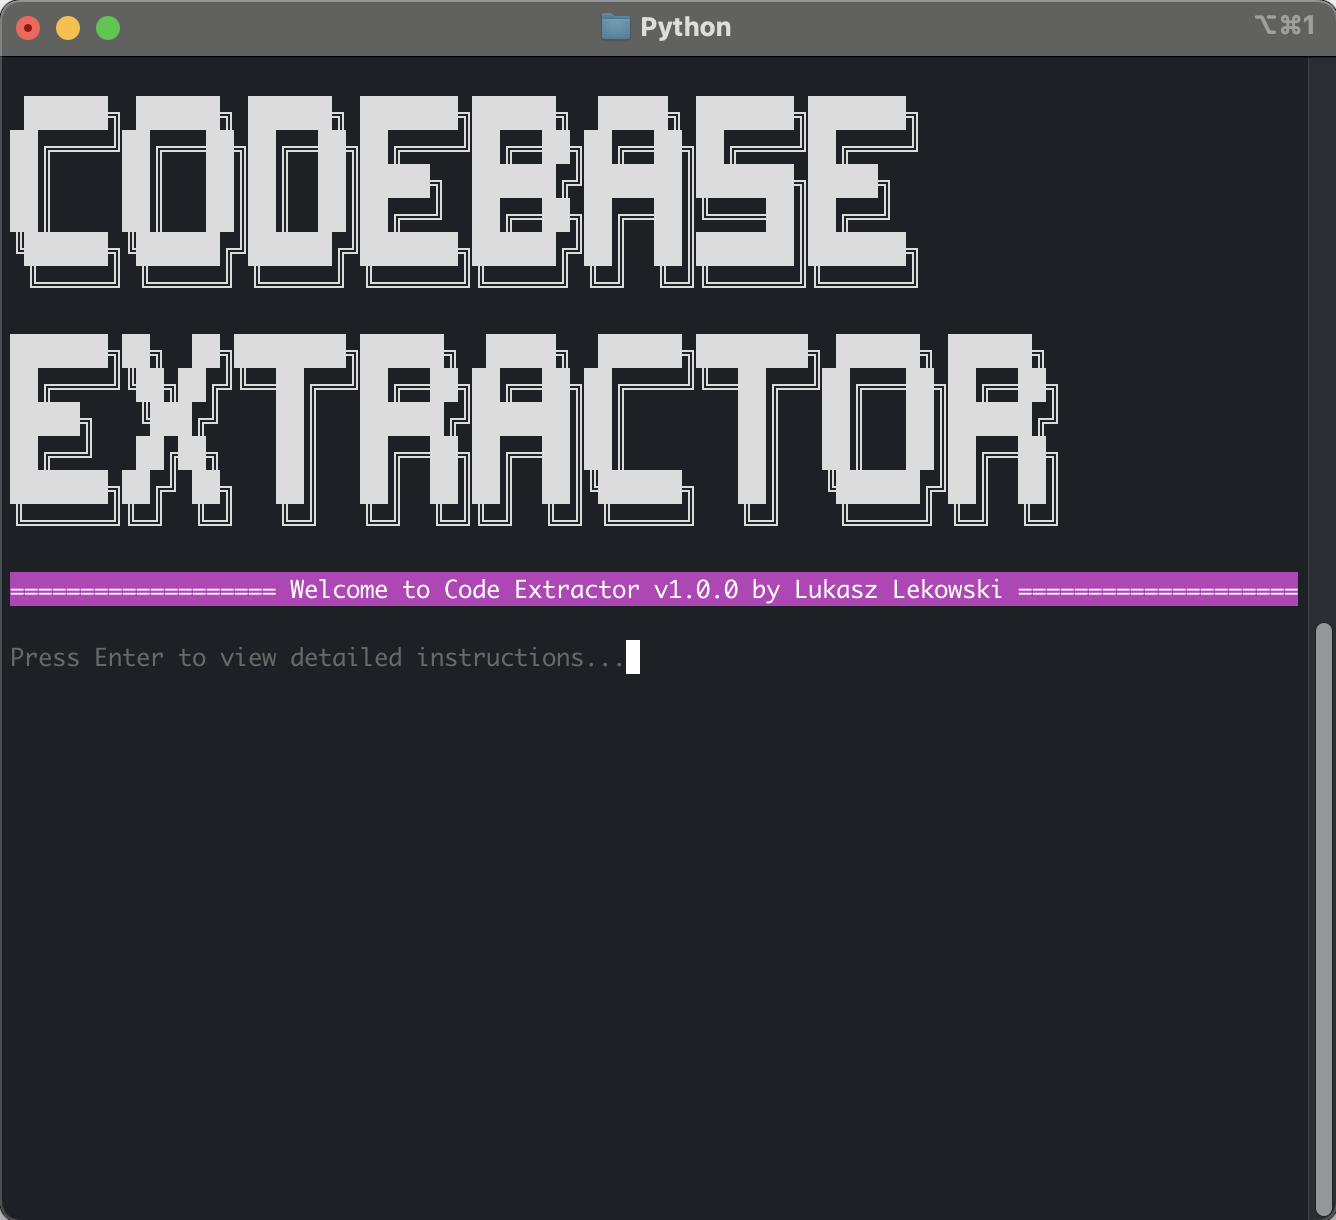 Python
⌥⌘1
CODEBASE
EXTRACTOR
=================== Welcome to Code Extractor v1.0.0 by Lukasz Lekowski ====================
Press Enter to view detailed instructions...